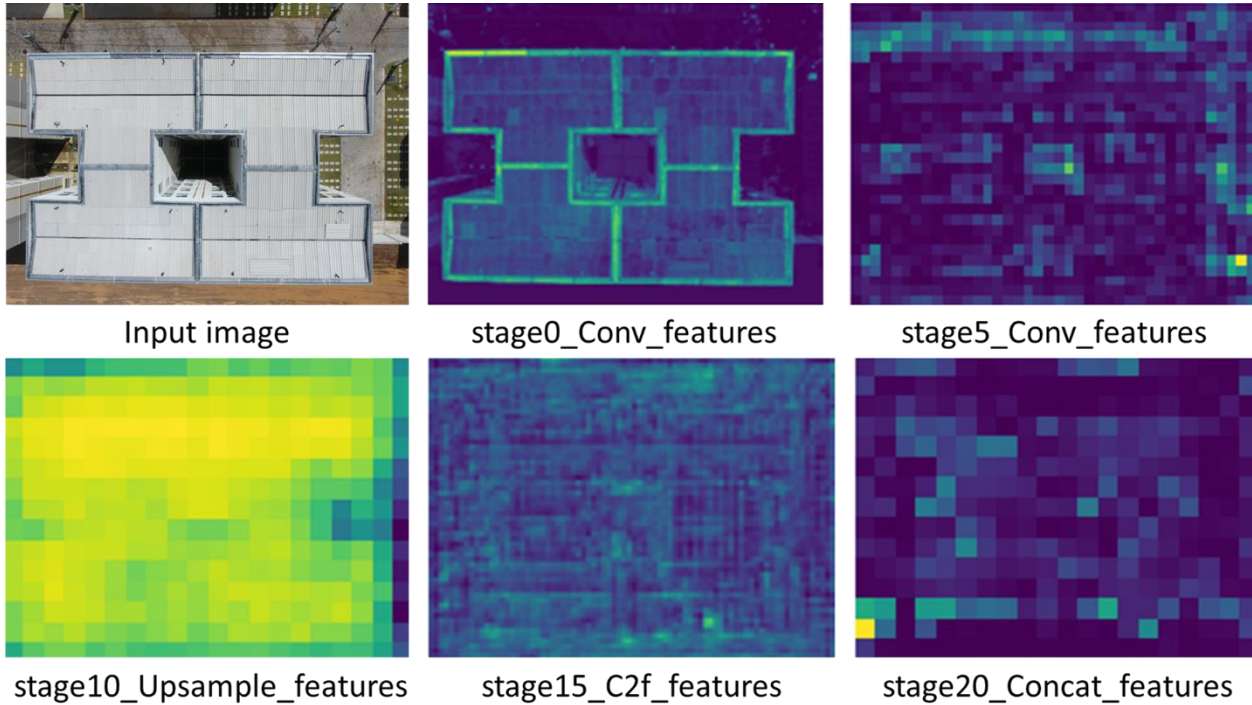 Input image
stage0_Conv_features
stage5_Conv_features
stage10_Upsample_features
stage15_C2f_features
stage20_Concat_features